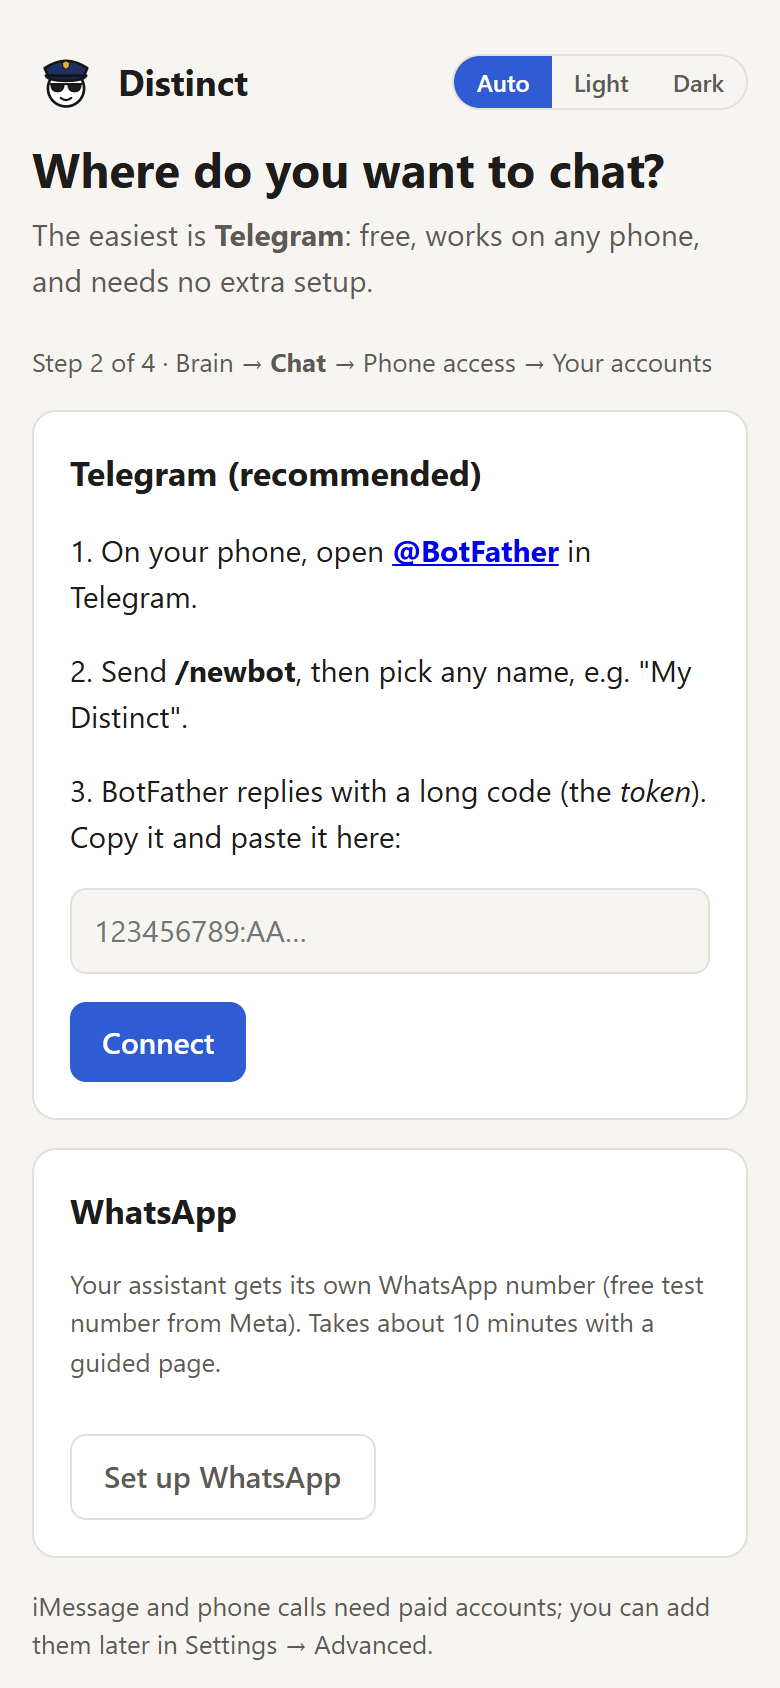 Distinct
Auto Light Dark
Where do you want to chat?
The easiest is Telegram: free, works on any phone,
and needs no extra setup.
Step 2 of 4 · Brain → Chat → Phone access → Your accounts
Telegram (recommended)
1. On your phone, open @BotFather in
Telegram.
2. Send /newbot, then pick any name, e.g. "My
Distinct".
3. BotFather replies with a long code (the token).
Copy it and paste it here:
123456789:AA...
Connect
WhatsApp
Your assistant gets its own WhatsApp number (free test
number from Meta). Takes about 10 minutes with a
guided page.
Set up WhatsApp
iMessage and phone calls need paid accounts; you can add
them later in Settings → Advanced.